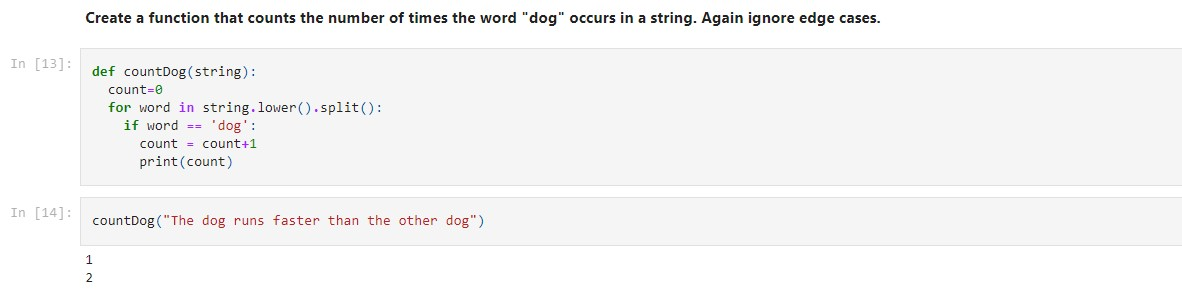 Create a function that counts the number of times the word "dog" occurs in a string. Again ignore edge cases.
In [13]:
def countDog(string):
  count=0
  for word in string.lower().split():
    if word == 'dog':
      count = count+1
      print(count)
In [14]:
countDog("The dog runs faster than the other dog")
1
2